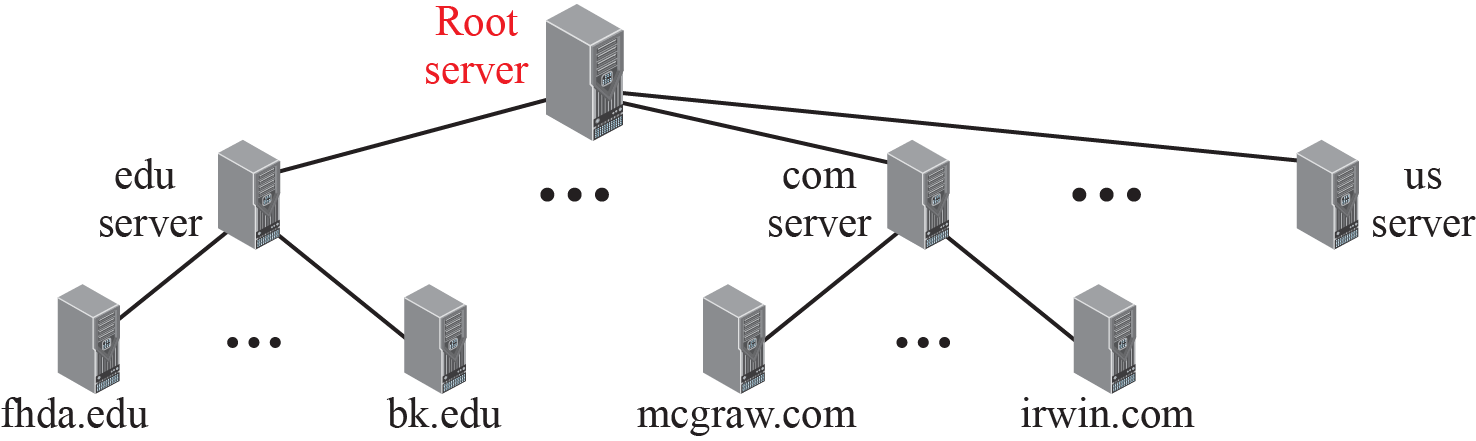 Root
server
edu
server
com
server
us
server
fhda.edu
bk.edu
mcgraw.com
irwin.com